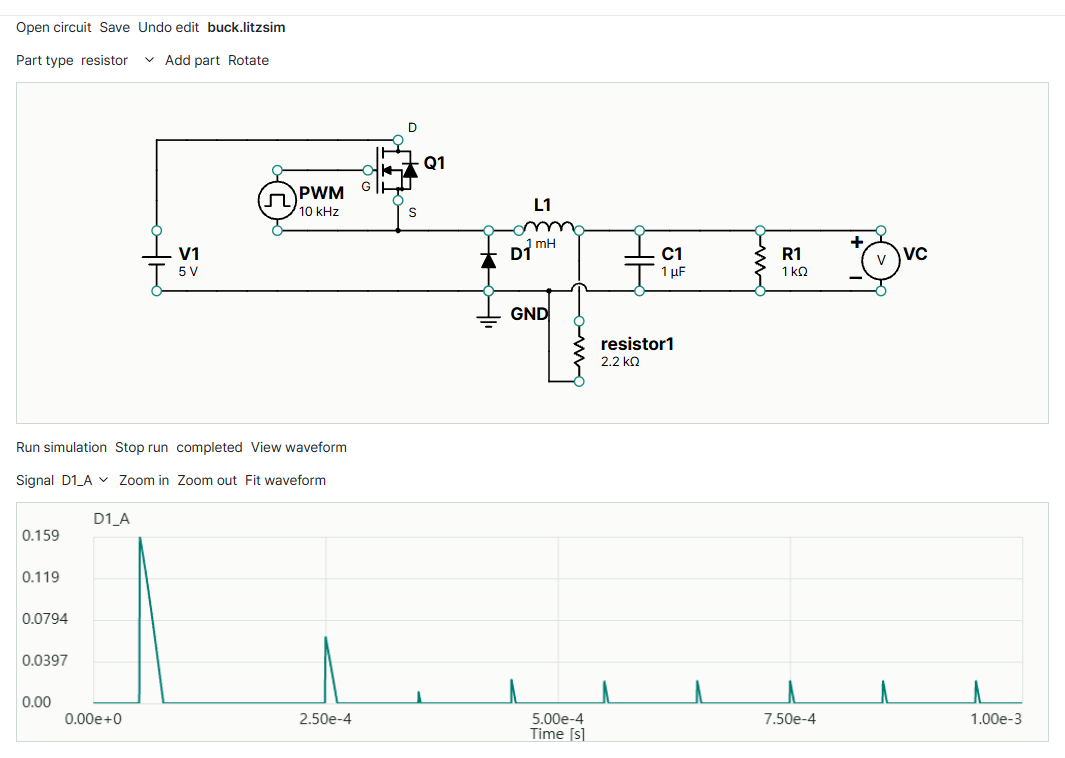 Open circuit Save Undo edit buck.litzsim
Part type resistor Add part Rotate
D
Q1
G
PWM
10 kHz
S
L1
1 mH
V1
5 V
D1
C1
1 µF
R1
1 kΩ
+
V
VC
GND
resistor1
2.2 kΩ
Run simulation Stop run completed View waveform
Signal D1_A Zoom in Zoom out Fit waveform
D1_A
0.159
0.119
0.0794
0.0397
0.00
0.00e+0 2.50e-4 5.00e-4 7.50e-4 1.00e-3
Time [s]